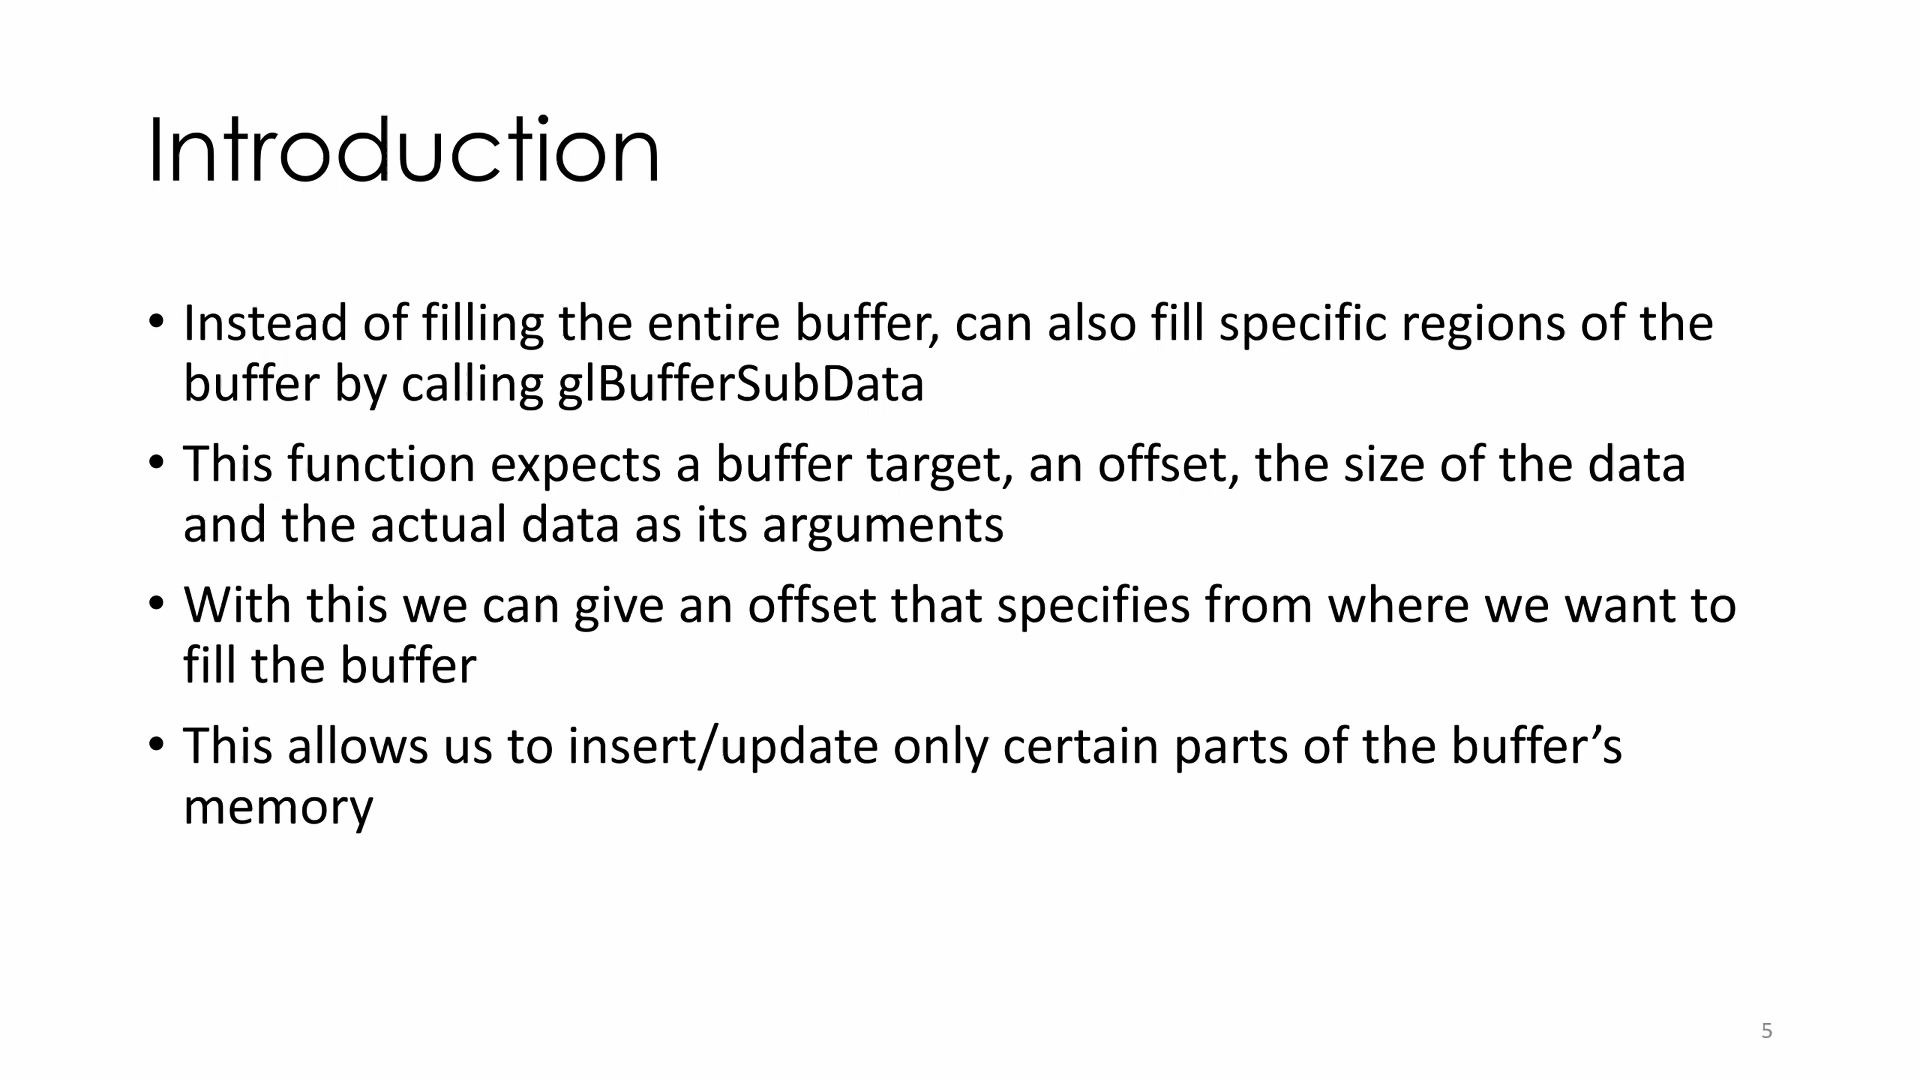 Introduction
• Instead of filling the entire buffer, can also fill specific regions of the
buffer by calling glBufferSubData
• This function expects a buffer target, an offset, the size of the data
and the actual data as its arguments
• With this we can give an offset that specifies from where we want to
fill the buffer
• This allows us to insert/update only certain parts of the buffer’s
memory
5